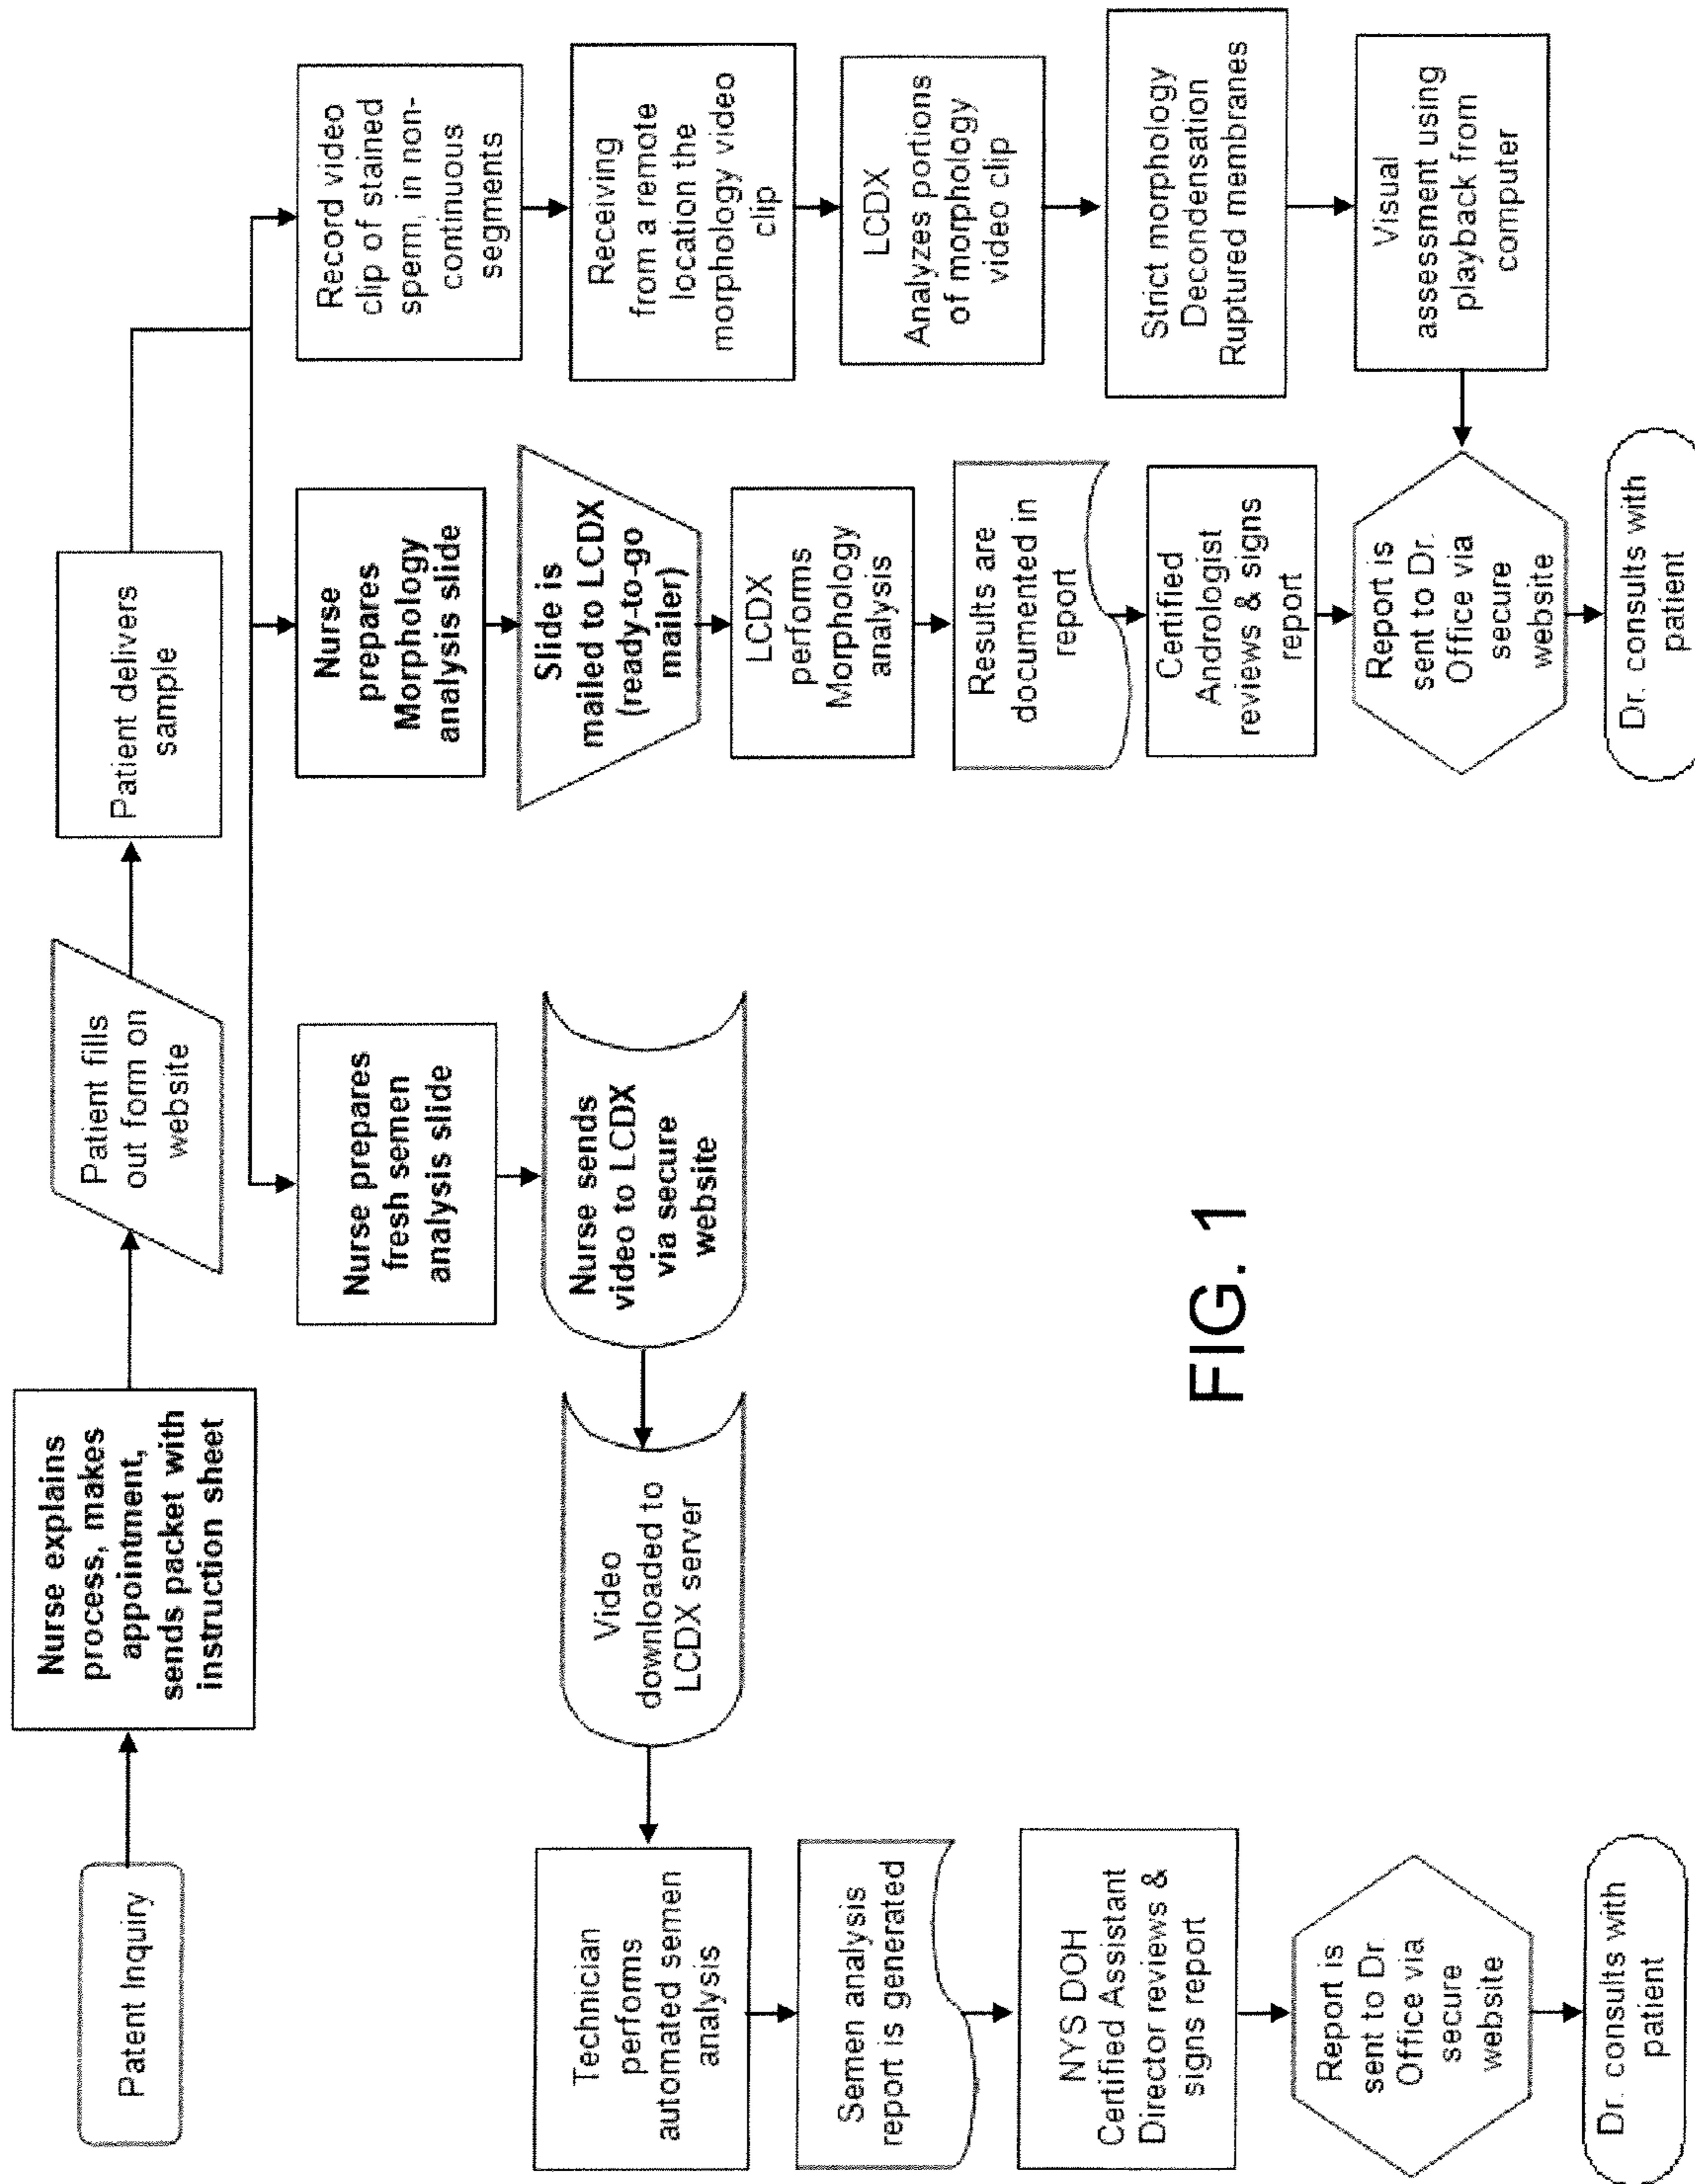 Patent Inquiry
Nurse explains
process, makes
appointment,
sends packet with
instruction sheet
Patient fills
out form on
website
Patient delivers
sample
Nurse prepares
fresh semen
analysis slide
Nurse sends
video to LCDX
via secure
website
Video
downloaded to
LCDX server
Technician
perfoms
automated semen
analysis
Semen analysis
report is generated
NYS DOH
Certified Assistant
Director reviews &
signs report
Report is
sent to Dr.
Office via
secure
website
Dr. consults with
patient
Nurse
prepares
Morphology
analysis slide
Slide is
mailed to LCDX
(ready-to-go
mailer)
LCDX
perfoms
Morphology
analysis
Results are
documented in
report
Certified
Andrologist
reviews & signs
report
Report is
sent to Dr.
Office via
secure
website
Dr. consults with
patient
Record video
clip of stained
sperm, in non-
continuous
segments
Receiving
from a remote
location the
morphology video
clip
LCDX
Analyzes portions
of morphology
video clip
Strict morphology
Decondensation
Ruptured membranes
Visual
assessment using
playback from
computer
FIG. 1